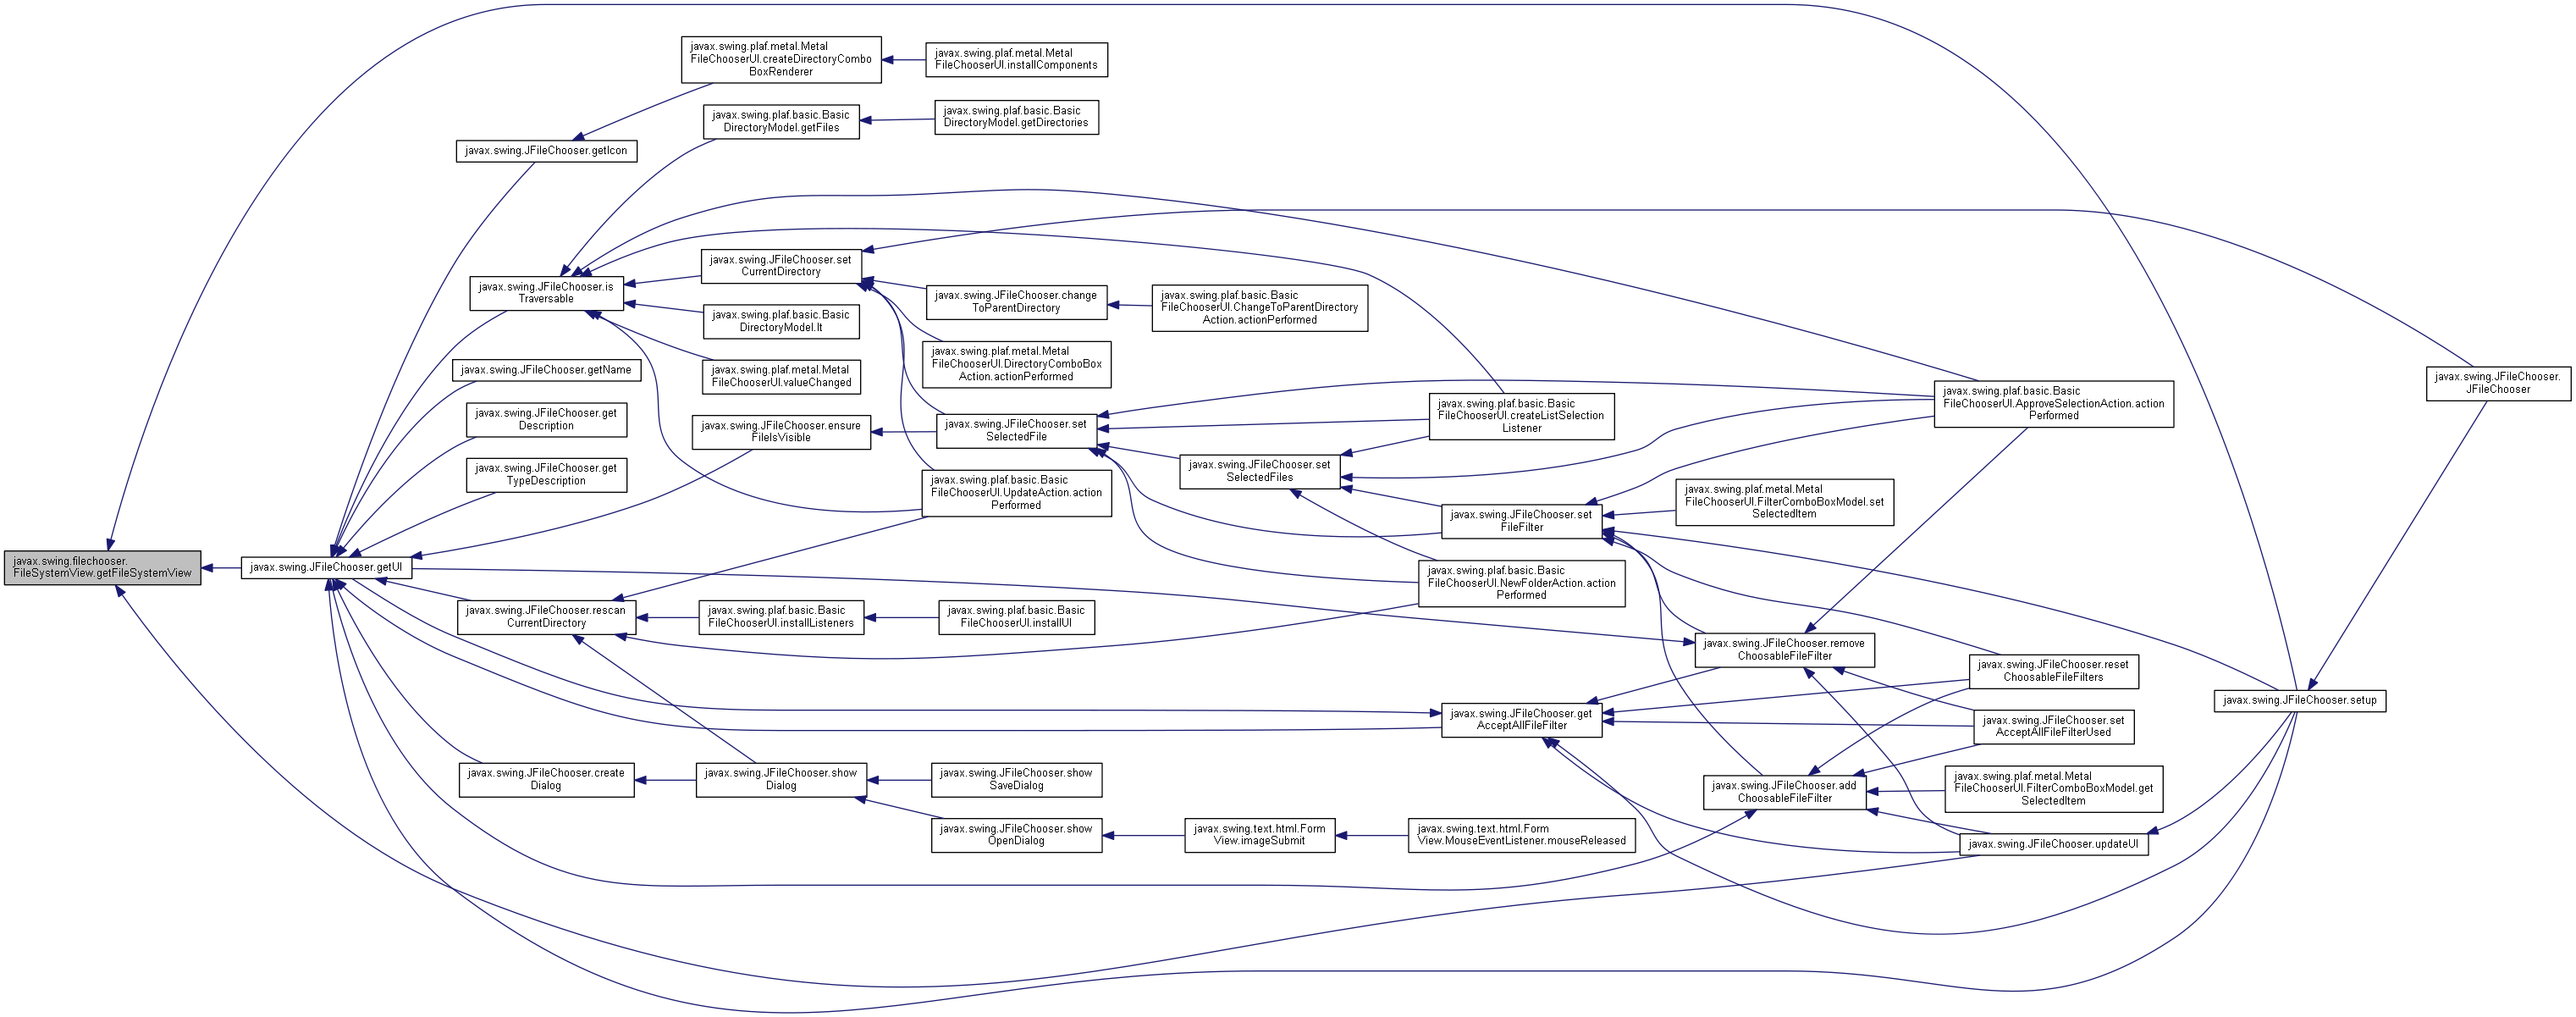 javax.swing.filechooser.
FileSystemView.getFileSystemView
javax.swing.JFileChooser.getUI
javax.swing.JFileChooser.getIcon
javax.swing.plaf.metal.Metal
FileChooserUI.createDirectoryCombo
BoxRenderer
javax.swing.plaf.metal.Metal
FileChooserUI.installComponents
javax.swing.JFileChooser.is
Traversable
javax.swing.plaf.basic.Basic
DirectoryModel.getFiles
javax.swing.plaf.basic.Basic
DirectoryModel.getDirectories
javax.swing.JFileChooser.set
CurrentDirectory
javax.swing.plaf.basic.Basic
DirectoryModel.lt
javax.swing.plaf.metal.Metal
FileChooserUI.valueChanged
javax.swing.JFileChooser.change
ToParentDirectory
javax.swing.plaf.basic.Basic
FileChooserUI.ChangeToParentDirectory
Action.actionPerformed
javax.swing.plaf.metal.Metal
FileChooserUI.DirectoryComboBox
Action.actionPerformed
javax.swing.JFileChooser.getName
javax.swing.JFileChooser.get
Description
javax.swing.JFileChooser.get
TypeDescription
javax.swing.JFileChooser.ensure
FileIsVisible
javax.swing.JFileChooser.set
SelectedFile
javax.swing.plaf.basic.Basic
FileChooserUI.UpdateAction.action
Performed
javax.swing.JFileChooser.set
SelectedFiles
javax.swing.plaf.basic.Basic
FileChooserUI.createListSelection
Listener
javax.swing.JFileChooser.set
FileFilter
javax.swing.plaf.basic.Basic
FileChooserUI.NewFolderAction.action
Performed
javax.swing.plaf.basic.Basic
FileChooserUI.ApproveSelectionAction.action
Performed
javax.swing.plaf.metal.Metal
FileChooserUI.FilterComboBoxModel.set
SelectedItem
javax.swing.JFileChooser.
JFileChooser
javax.swing.JFileChooser.rescan
CurrentDirectory
javax.swing.plaf.basic.Basic
FileChooserUI.installListeners
javax.swing.plaf.basic.Basic
FileChooserUI.installUI
javax.swing.JFileChooser.remove
ChoosableFileFilter
javax.swing.JFileChooser.reset
ChoosableFileFilters
javax.swing.JFileChooser.setup
javax.swing.JFileChooser.get
AcceptAllFileFilter
javax.swing.JFileChooser.set
AcceptAllFileFilterUsed
javax.swing.JFileChooser.create
Dialog
javax.swing.JFileChooser.show
Dialog
javax.swing.JFileChooser.show
SaveDialog
javax.swing.JFileChooser.add
ChoosableFileFilter
javax.swing.plaf.metal.Metal
FileChooserUI.FilterComboBoxModel.get
SelectedItem
javax.swing.JFileChooser.show
OpenDialog
javax.swing.text.html.Form
View.imageSubmit
javax.swing.text.html.Form
View.MouseEventListener.mouseReleased
javax.swing.JFileChooser.updateUI